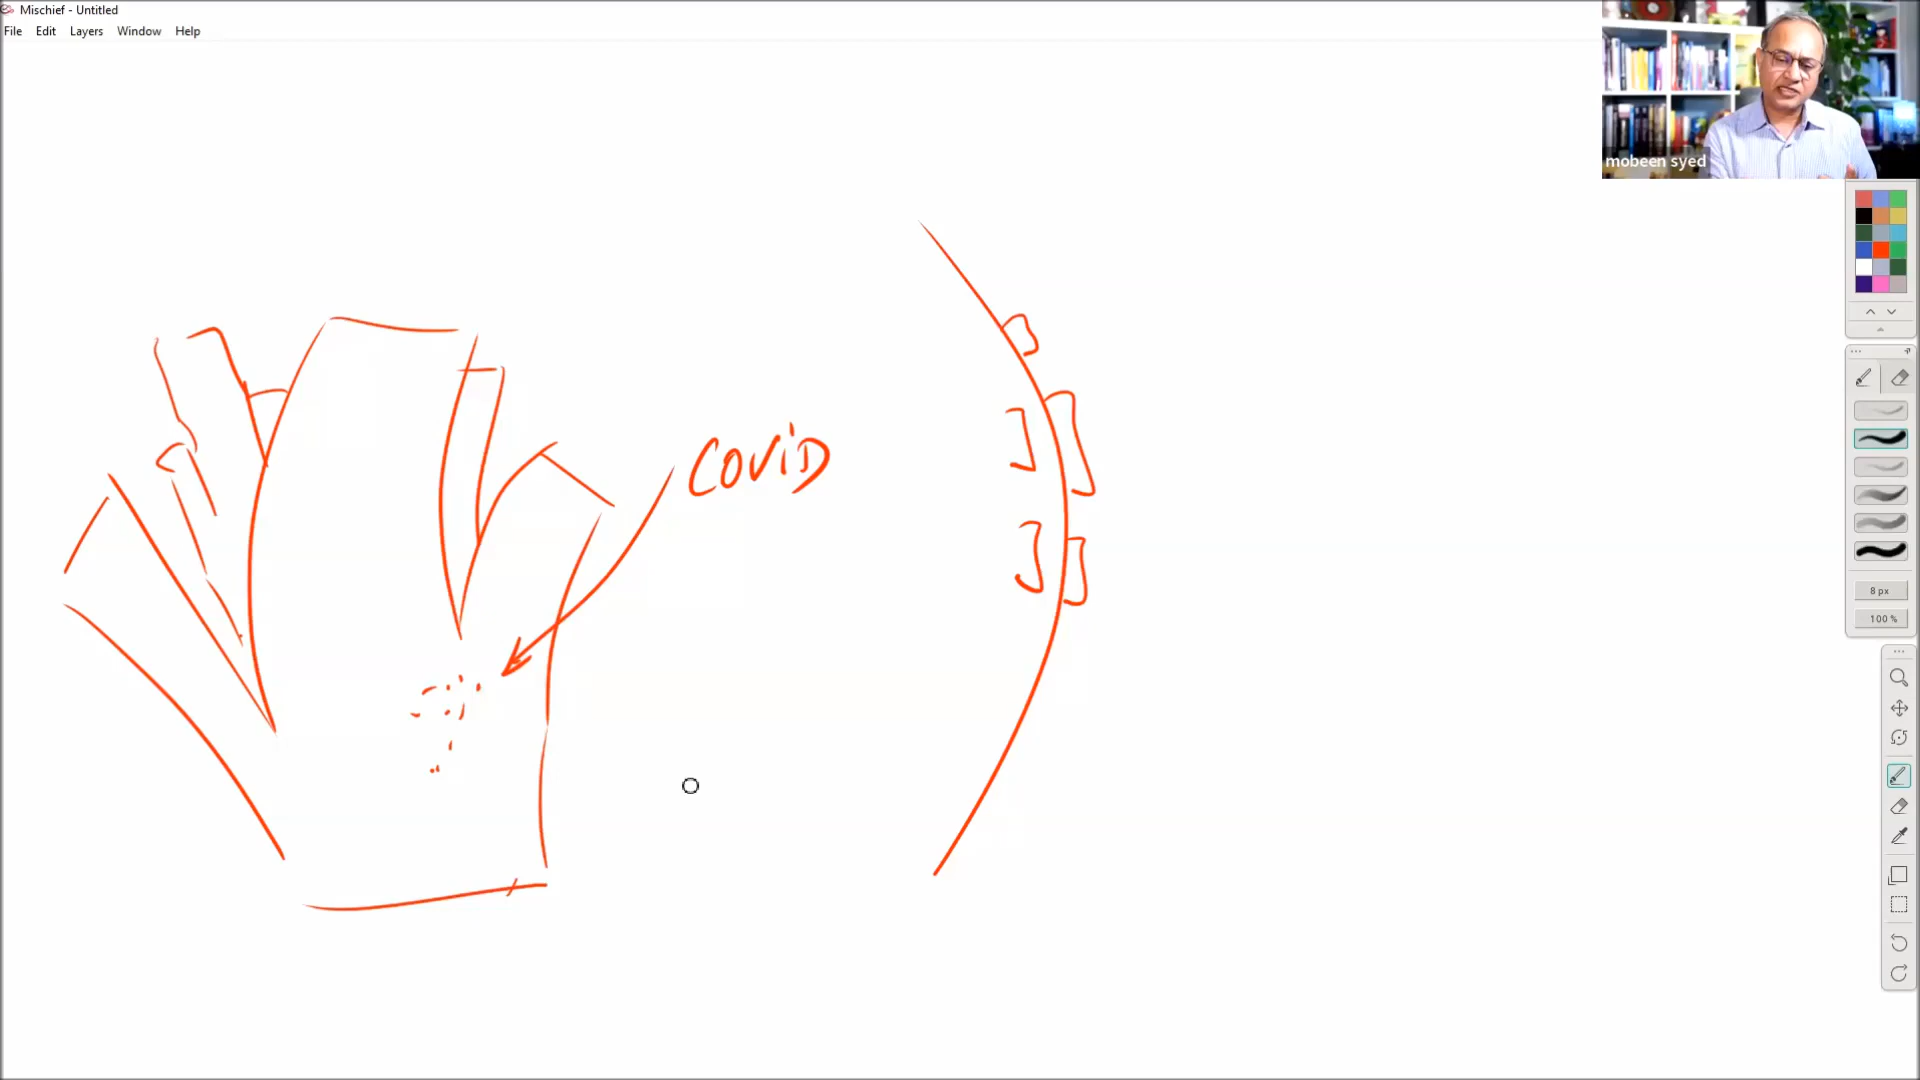 Mischief - Untitled
File Edit Layers Window Help
mobeen syed
COVID
8 px
100 %